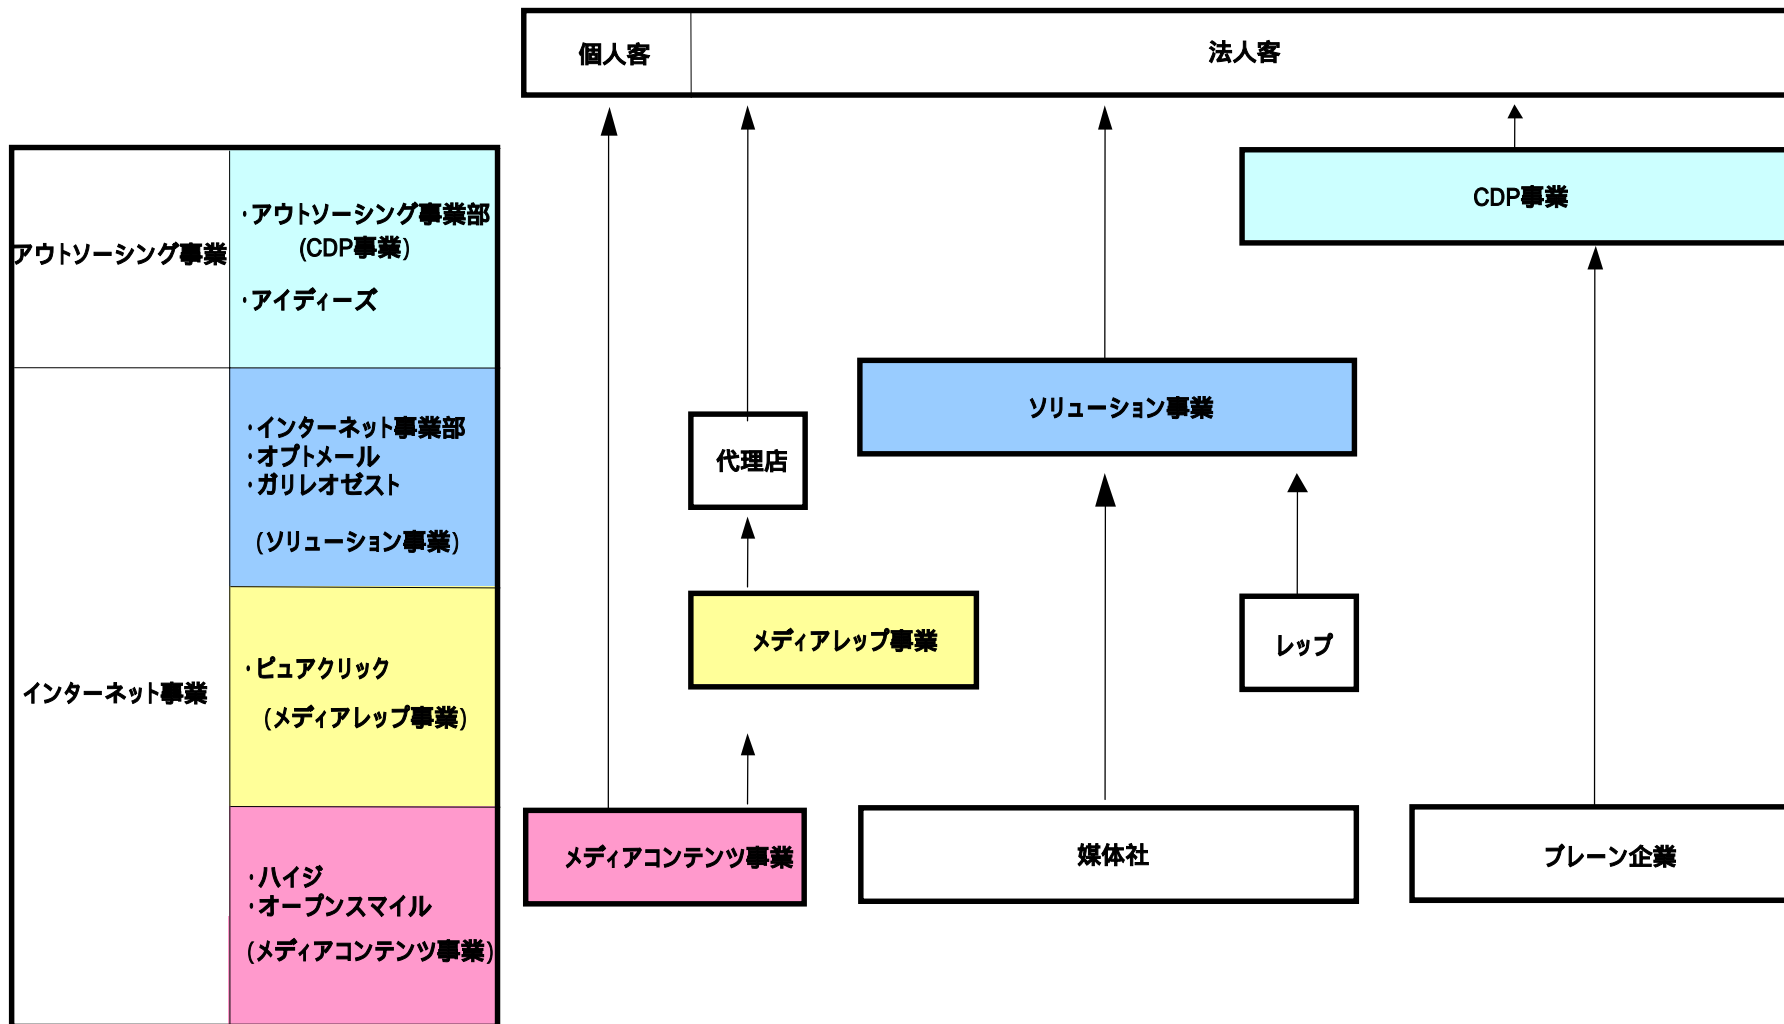 個人客
法人客
アウトソーシング事業
・アウトソーシング事業部
(CDP事業)
・アイディーズ
インターネット事業
・インターネット事業部
・オプトメール
・ガリレオゼスト
(ソリューション事業)
・ピュアクリック
(メディアレップ事業)
・ハイジ
・オープンスマイル
(メディアコンテンツ事業)
CDP事業
ソリューション事業
代理店
メディアレップ事業
レップ
メディアコンテンツ事業
媒体社
ブレーン企業